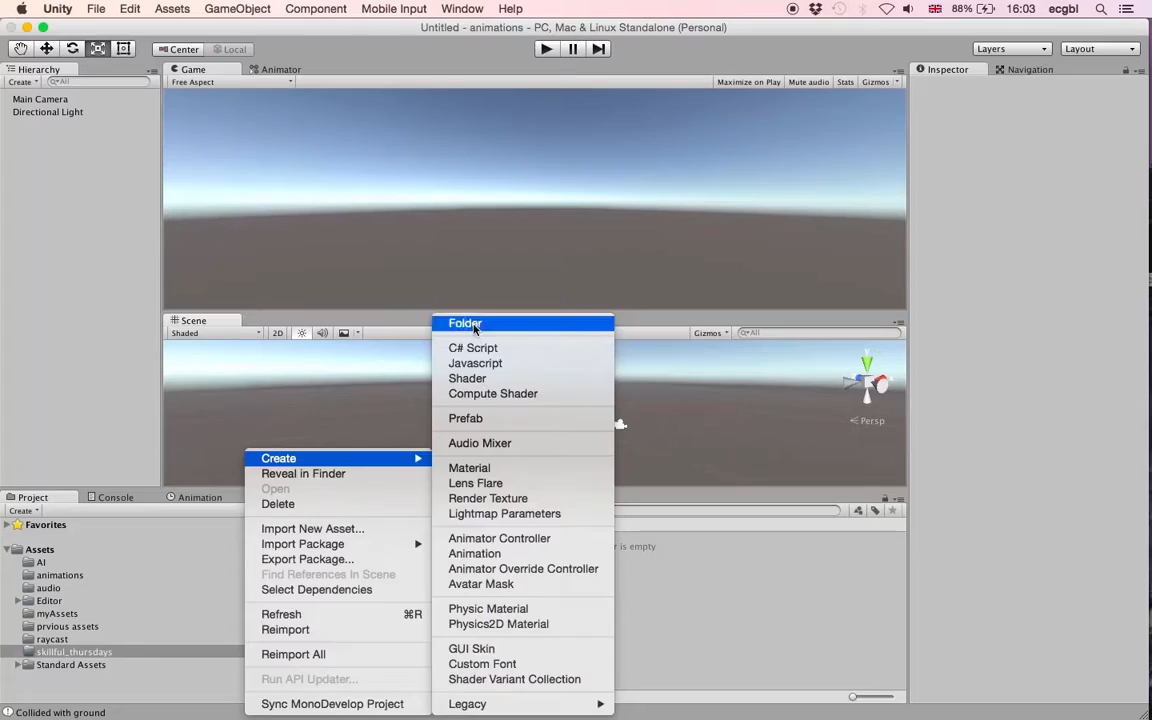 Unity File Edit Assets GameObject Component Mobile Input Window Help 88% 16:03 ecgbl
Untitled - animations - PC, Mac & Linux Standalone (Personal)
Center Local Layers Layout
Hierarchy Game Animator Inspector Navigation
Create All Free Aspect Maximize on Play Mute audio Stats Gizmos
Main Camera
Directional Light
Scene
Shaded 2D Gizmos All
Persp
Folder
C# Script
Javascript
Shader
Compute Shader
Prefab
Audio Mixer
Material
Lens Flare
Render Texture
Lightmap Parameters
Animator Controller
Animation
Animator Override Controller
Avatar Mask
Physic Material
Physics2D Material
GUI Skin
Custom Font
Shader Variant Collection
Legacy
Create
Reveal in Finder
Open
Delete
Import New Asset...
Import Package
Export Package...
Find References In Scene
Select Dependencies
Refresh ⌘R
Reimport
Reimport All
Run API Updater...
Sync MonoDevelop Project
Project Console Animation
Create
Favorites
Assets
AI
animations
audio
Editor
myAssets
prvious assets
raycast
skillful_thursdays
Standard Assets
r is empty
Collided with ground